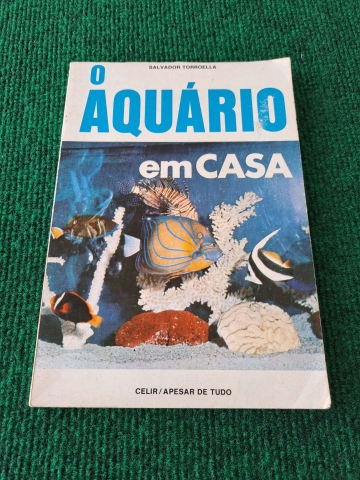 SALVADOR TORROELLA
O
AQUÁRIO
em CASA
CELIR/APESAR DE TUDO